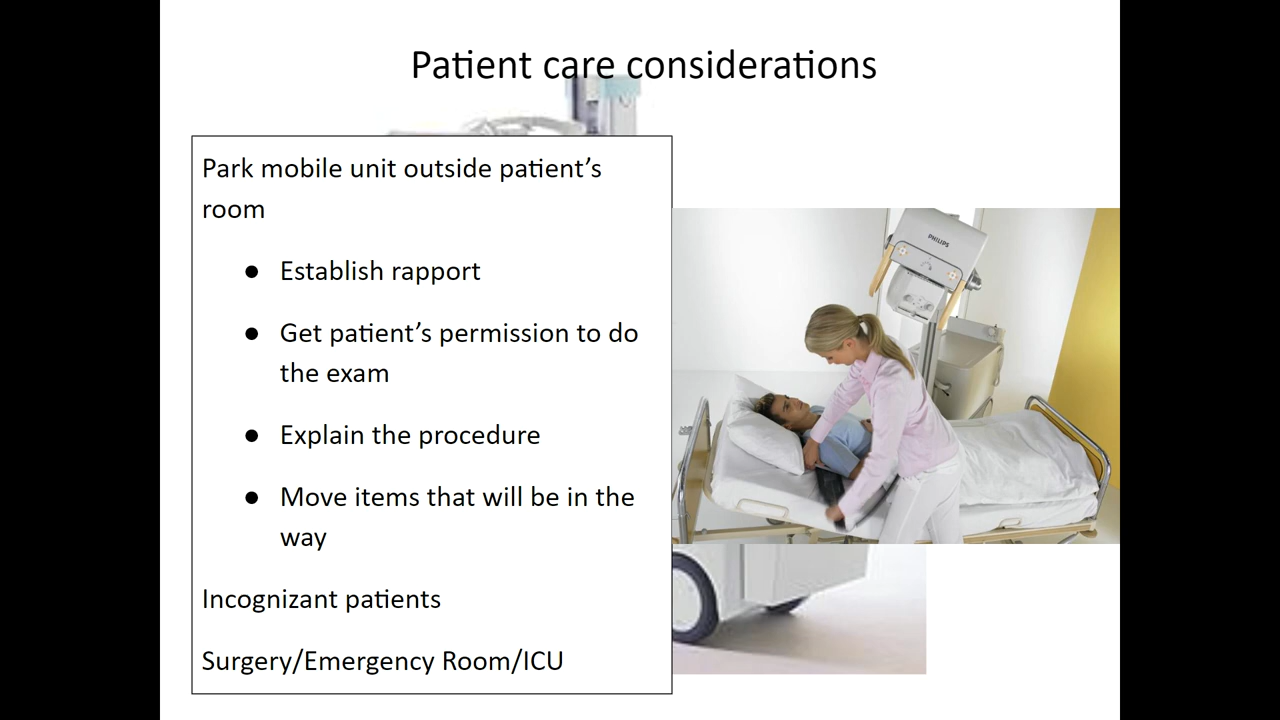 Patient care considerations
Park mobile unit outside patient’s
room
● Establish rapport
● Get patient’s permission to do
the exam
● Explain the procedure
● Move items that will be in the
way
Incognizant patients
Surgery/Emergency Room/ICU
PHILIPS